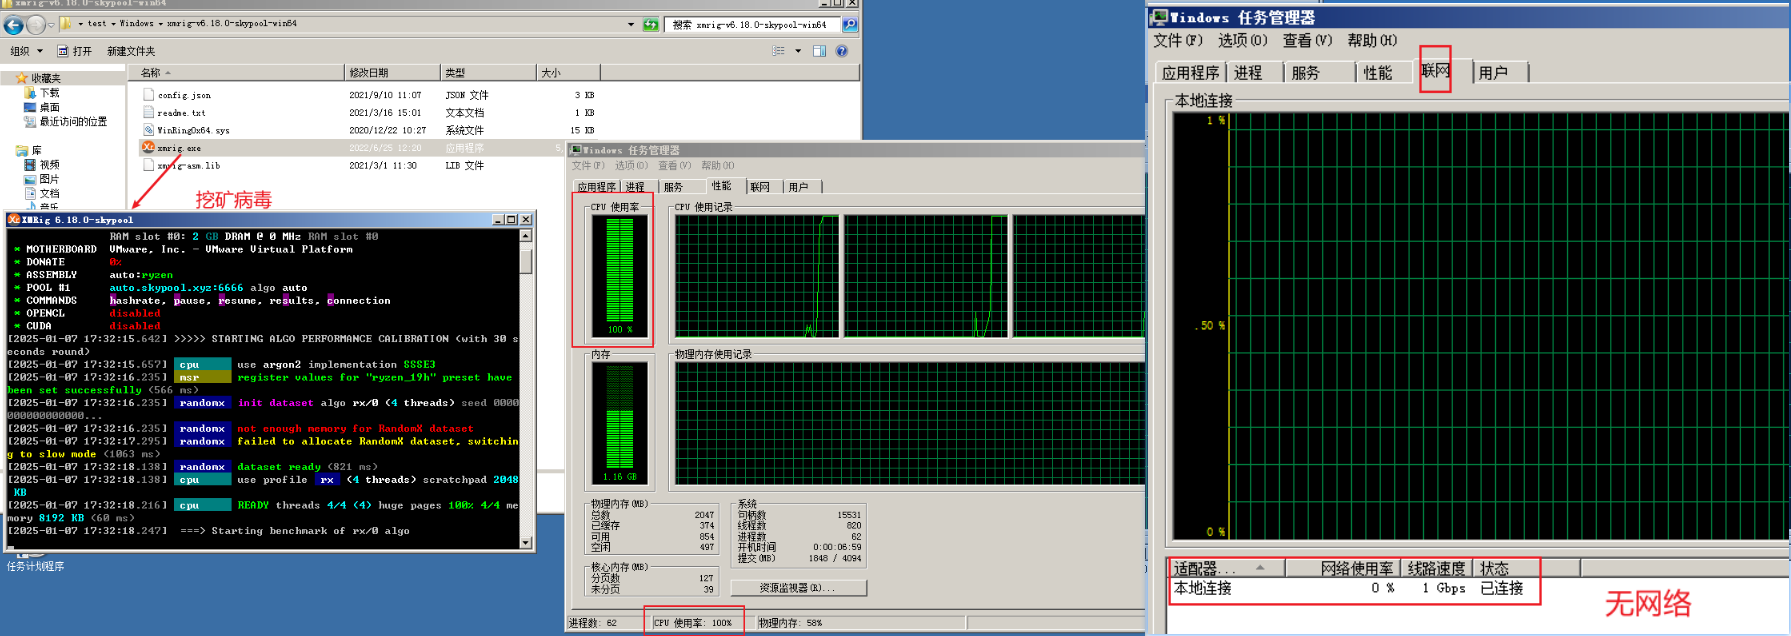 xmrig-v6.18.0-skypool-win64
test
Windows
xmrig-v6.18.0-skypool-win64
搜索 xmrig-v6.18.0-skypool-win64
组织
打开
新建文件夹
收藏夹
下载
桌面
最近访问的位置
库
视频
图片
文档
音乐
名称 修改日期 类型 大小
config.json 2021/9/10 11:07 JSON 文件 3 KB
readme.txt 2021/3/16 15:01 文本文档 1 KB
WinRing0x64.sys 2020/12/22 10:27 系统文件 15 KB
xmrig.exe 2022/6/25 12:20 应用程序 5,
xmrig-asm.lib 2021/3/1 11:30 LIB 文件
挖矿病毒
XMRig 6.18.0-skypool
RAM slot #0: 2 GB DRAM @ 0 MHz RAM slot #0
* MOTHERBOARD VMware, Inc. - VMware Virtual Platform
* DONATE 0%
* ASSEMBLY auto:ryzen
* POOL #1 auto.skypool.xyz:6666 algo auto
* COMMANDS hashrate, pause, resume, results, connection
* OPENCL disabled
* CUDA disabled
[2025-01-07 17:32:15.642] >>>>> STARTING ALGO PERFORMANCE CALIBRATION (with 30 s
econds round)
[2025-01-07 17:32:15.657] cpu use argon2 implementation SSSE3
[2025-01-07 17:32:16.235] msr register values for "ryzen_19h" preset have
been set successfully (566 ms)
[2025-01-07 17:32:16.235] randomx init dataset algo rx/0 (4 threads) seed 0000
000000000000...
[2025-01-07 17:32:16.235] randomx not enough memory for RandomX dataset
[2025-01-07 17:32:17.295] randomx failed to allocate RandomX dataset, switchin
g to slow mode (1063 ms)
[2025-01-07 17:32:18.138] randomx dataset ready (821 ms)
[2025-01-07 17:32:18.138] cpu use profile rx (4 threads) scratchpad 2048
KB
[2025-01-07 17:32:18.216] cpu READY threads 4/4 (4) huge pages 100% 4/4 me
mory 8192 KB (60 ms)
[2025-01-07 17:32:18.247] ===> Starting benchmark of rx/0 algo
任务计划程序
Windows 任务管理器
文件(F) 选项(O) 查看(V) 帮助(H)
应用程序 进程 服务 性能 联网 用户
CPU 使用率
100 %
CPU 使用记录
内存
1.16 GB
物理内存使用记录
物理内存(MB)
总数 2047
已缓存 374
可用 854
空闲 497
核心内存(MB)
分页数 127
未分页 39
系统
句柄数 15531
线程数 820
进程数 62
开机时间 0:00:06:59
提交(MB) 1848 / 4094
资源监视器(R)...
进程数: 62 CPU 使用率: 100% 物理内存: 58%
Windows 任务管理器
文件(F) 选项(O) 查看(V) 帮助(H)
应用程序 进程 服务 性能 联网 用户
本地连接
1 %
.50 %
0 %
适配器... 网络使用率 线路速度 状态
本地连接 0 % 1 Gbps 已连接
无网络